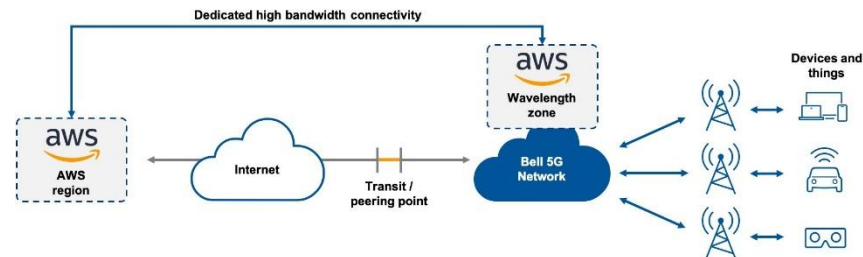 Dedicated high bandwidth connectivity
aws
Wavelength
zone
Devices and
things
aws
AWS
region
Internet
Transit /
peering point
Bell 5G
Network